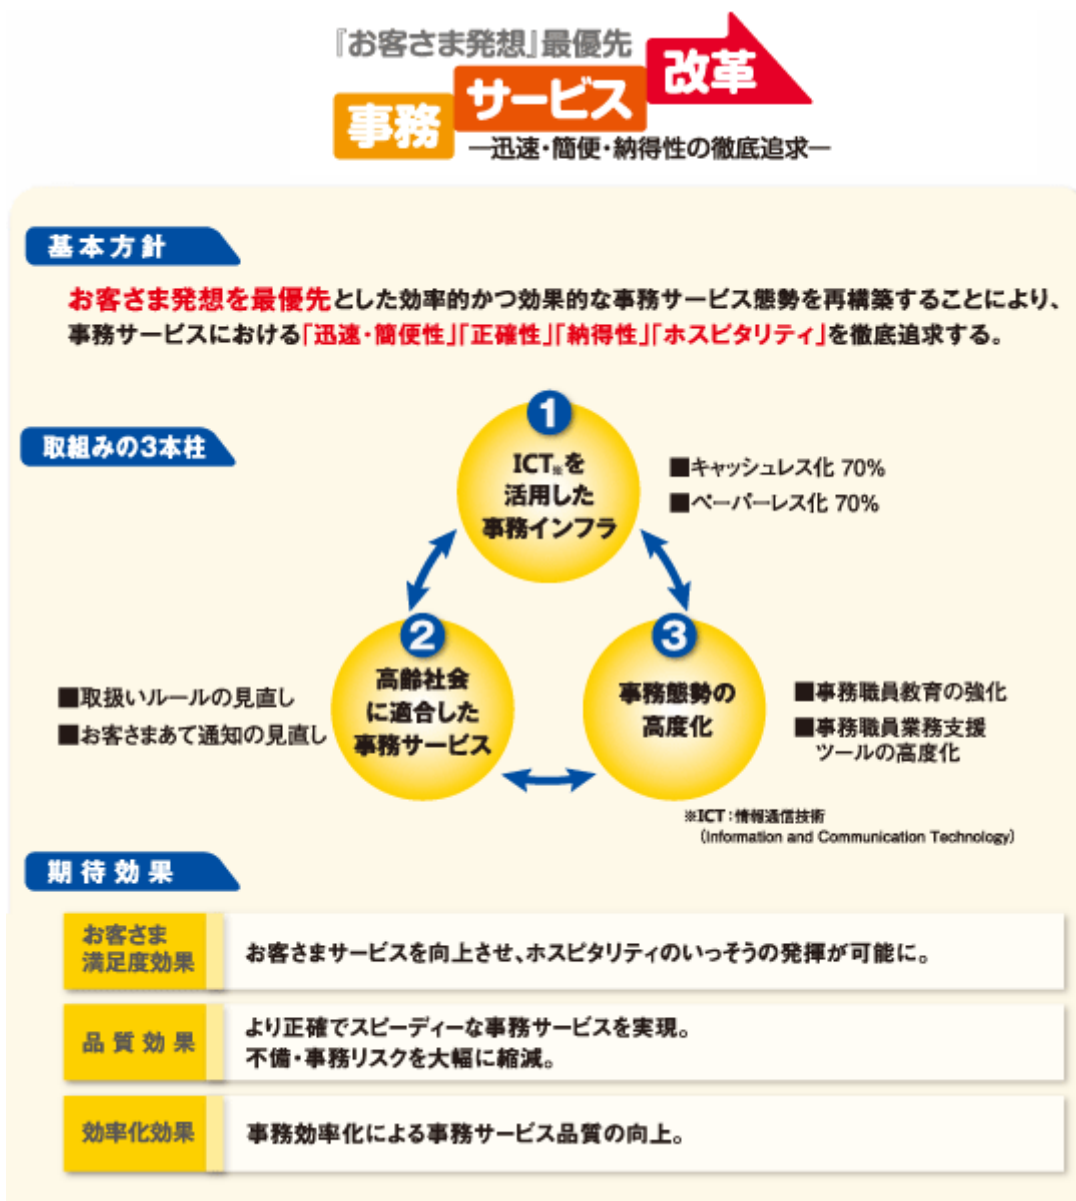 『お客さま発想』最優先
事務サービス改革
―迅速・簡便・納得性の徹底追求―
基本方針
お客さま発想を最優先とした効率的かつ効果的な事務サービス態勢を再構築することにより、
事務サービスにおける「迅速・簡便性」「正確性」「納得性」「ホスピタリティ」を徹底追求する。
取組みの3本柱
1
ICT※を
活用した
事務インフラ
■キャッシュレス化 70%
■ペーパーレス化 70%
2
高齢社会
に適合した
事務サービス
■取扱いルールの見直し
■お客さまあて通知の見直し
3
事務態勢の
高度化
■事務職員教育の強化
■事務職員業務支援
ツールの高度化
※ICT:情報通信技術
(Information and Communication Technology)
期待効果
お客さま
満足度効果
お客さまサービスを向上させ、ホスピタリティのいっそうの発揮が可能に。
品質効果
より正確でスピーディーな事務サービスを実現。
不備・事務リスクを大幅に縮減。
効率化効果
事務効率化による事務サービス品質の向上。